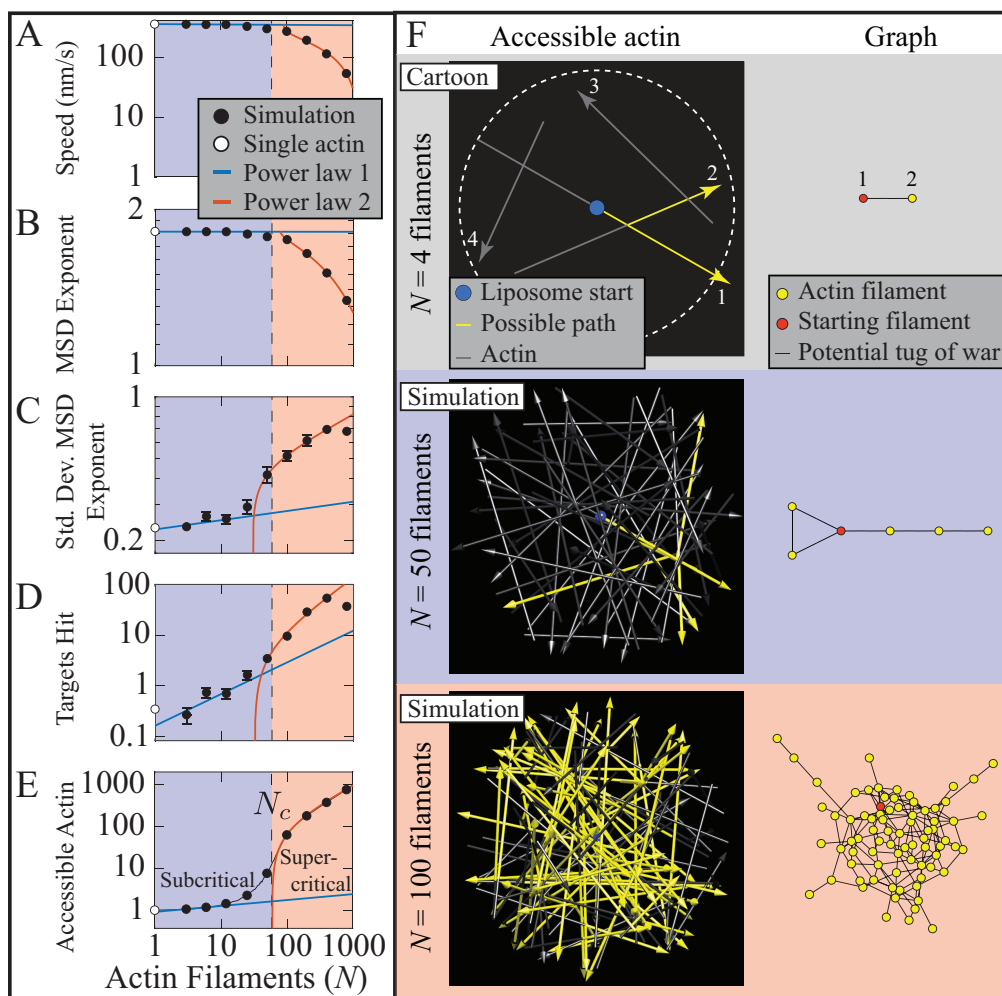 A
Speed (nm/s)
100
10
1
Simulation
Single actin
Power law 1
Power law 2
B
MSD Exponent
2
1
C
Std. Dev. MSD
Exponent
1
0.2
D
Targets Hit
100
10
1
0.1
E
Accessible Actin
1000
100
10
1
Nc
Subcritical
Super-
critical
1 10 100 1000
Actin Filaments (N)
F
Accessible actin
Graph
Cartoon
N = 4 filaments
3
2
4
1
Liposome start
Possible path
Actin
1 2
Actin filament
Starting filament
Potential tug of war
Simulation
N = 50 filaments
Simulation
N = 100 filaments